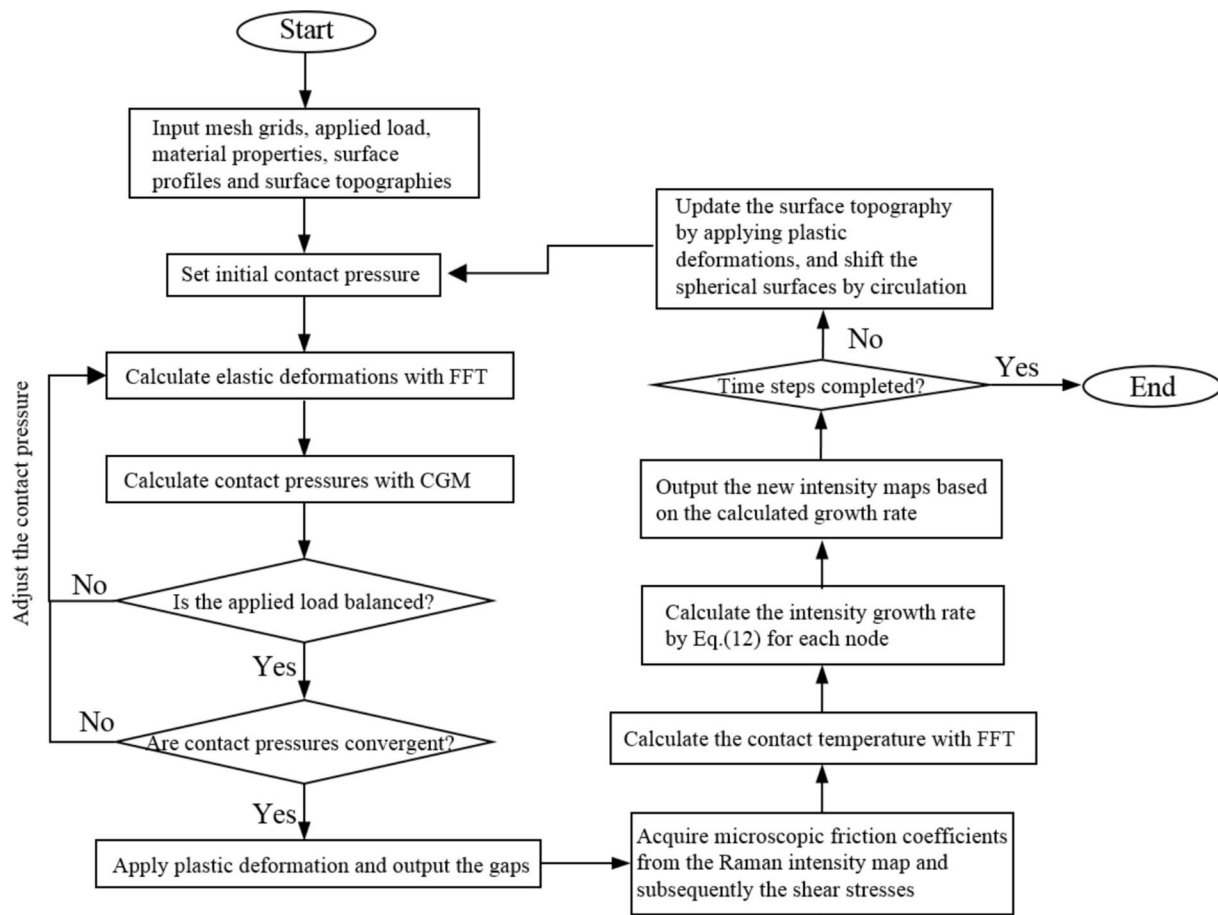 Start
Input mesh grids, applied load,
material properties, surface
profiles and surface topographies
Set initial contact pressure
Calculate elastic deformations with FFT
Calculate contact pressures with CGM
Adjust the contact pressure
No
Is the applied load balanced?
Yes
No
Are contact pressures convergent?
Yes
Apply plastic deformation and output the gaps
Acquire microscopic friction coefficients
from the Raman intensity map and
subsequently the shear stresses
Calculate the contact temperature with FFT
Calculate the intensity growth rate
by Eq.(12) for each node
Output the new intensity maps based
on the calculated growth rate
Time steps completed?
No
Yes
End
Update the surface topography
by applying plastic
deformations, and shift the
spherical surfaces by circulation